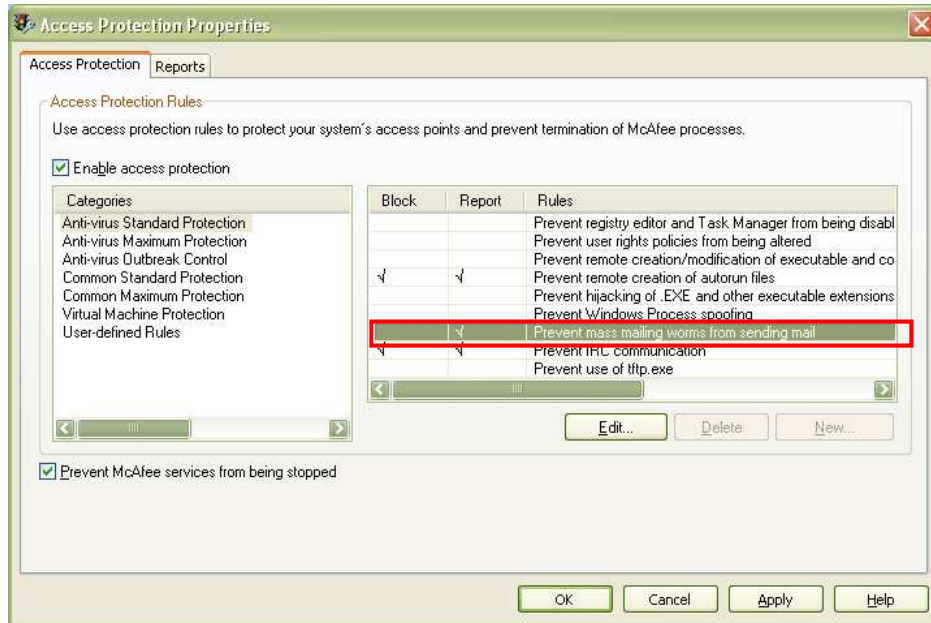 Access Protection Properties
Access Protection Reports
Access Protection Rules
Use access protection rules to protect your system´s access points and prevent termination of McAfee processes.
Enable access protection
Categories
Anti-virus Standard Protection
Anti-virus Maximum Protection
Anti-virus Outbreak Control
Common Standard Protection
Common Maximum Protection
Virtual Machine Protection
User-defined Rules
Block Report Rules
Prevent registry editor and Task Manager from being disabl
Prevent user rights policies from being altered
Prevent remote creation/modification of executable and co
√ √ Prevent remote creation of autorun files
Prevent hijacking of .EXE and other executable extensions
Prevent Windows Process spoofing
√ Prevent mass mailing worms from sending mail
√ √ Prevent IRC communication
Prevent use of tftp.exe
Edit... Delete New...
Prevent McAfee services from being stopped
OK Cancel Apply Help